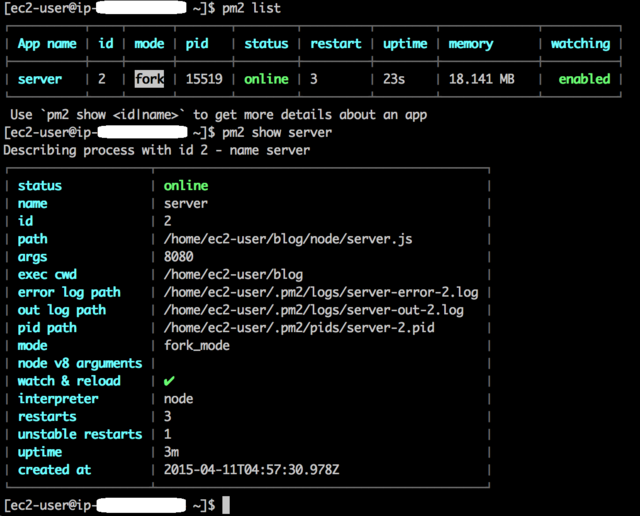 [ec2-user@ip- ~]$ pm2 list
App name | id | mode | pid | status | restart | uptime | memory | watching
server | 2 | fork | 15519 | online | 3 | 23s | 18.141 MB | enabled
Use `pm2 show <id|name>` to get more details about an app
[ec2-user@ip- ~]$ pm2 show server
Describing process with id 2 - name server
status | online
name | server
id | 2
path | /home/ec2-user/blog/node/server.js
args | 8080
exec cwd | /home/ec2-user/blog
error log path | /home/ec2-user/.pm2/logs/server-error-2.log
out log path | /home/ec2-user/.pm2/logs/server-out-2.log
pid path | /home/ec2-user/.pm2/pids/server-2.pid
mode | fork_mode
node v8 arguments |
watch & reload | ✔
interpreter | node
restarts | 3
unstable restarts | 1
uptime | 3m
created at | 2015-04-11T04:57:30.978Z
[ec2-user@ip- ~]$